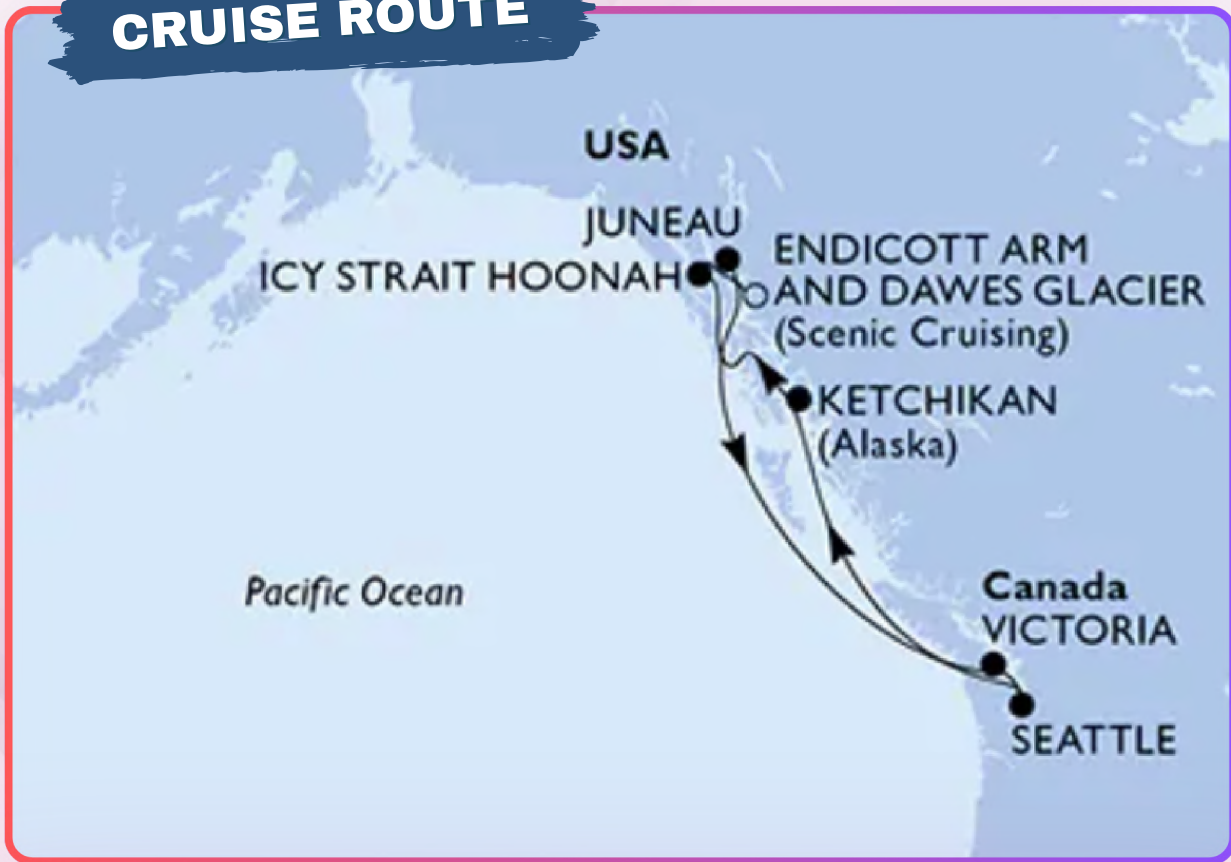 CRUISE ROUTE
USA
JUNEAU
ICY STRAIT HOONAH
ENDICOTT ARM
AND DAWES GLACIER
(Scenic Cruising)
KETCHIKAN
(Alaska)
Pacific Ocean
Canada
VICTORIA
SEATTLE